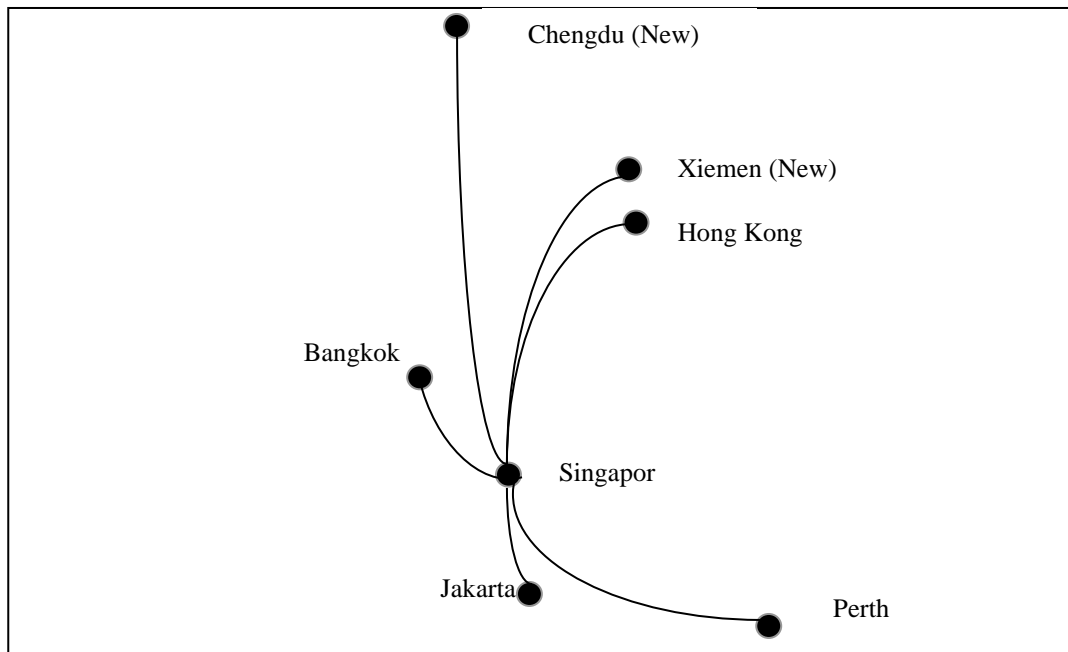 Chengdu (New)
Xiemen (New)
Hong Kong
Bangkok
Singapor
Jakarta
Perth